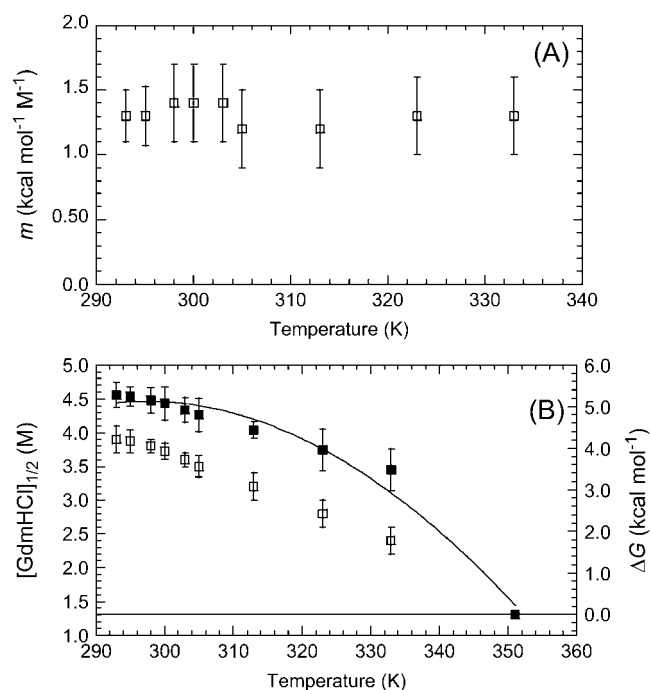 (A)
2.0
1.5
1.0
0.50
0.0
m (kcal mol⁻¹ M⁻¹)
290 300 310 320 330 340
Temperature (K)
(B)
5.0
4.5
4.0
3.5
3.0
2.5
2.0
1.5
1.0
[GdmHCl]1/2 (M)
6.0
5.0
4.0
3.0
2.0
1.0
0.0
ΔG (kcal mol⁻¹)
290 300 310 320 330 340 350 360
Temperature (K)